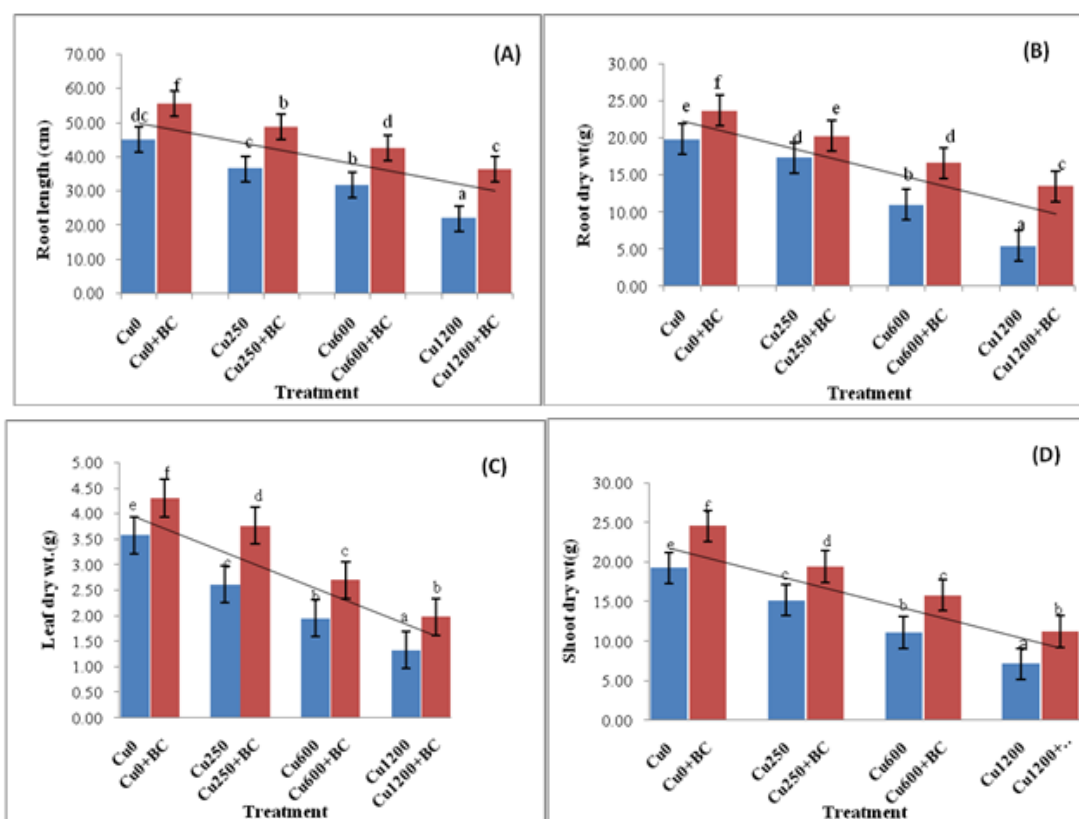 (A)
70.00
60.00
50.00
40.00
30.00
20.00
10.00
0.00
Root length (cm)
dc f c b b d a c
Cu0 Cu0+BC Cu250 Cu250+BC Cu600 Cu600+BC Cu1200 Cu1200+BC
Treatment
(B)
30.00
25.00
20.00
15.00
10.00
5.00
0.00
Root dry wt(g)
e f d e b d a c
Cu0 Cu0+BC Cu250 Cu250+BC Cu600 Cu600+BC Cu1200 Cu1200+BC
Treatment
(C)
5.00
4.50
4.00
3.50
3.00
2.50
2.00
1.50
1.00
0.50
0.00
Leaf dry wt.(g)
e f c d b c a b
Cu0 Cu0+BC Cu250 Cu250+BC Cu600 Cu600+BC Cu1200 Cu1200+BC
Treatment
(D)
30.00
25.00
20.00
15.00
10.00
5.00
0.00
Shoot dry wt(g)
e f c d b c a b
Cu0 Cu0+BC Cu250 Cu250+BC Cu600 Cu600+BC Cu1200 Cu1200+..
Treatment